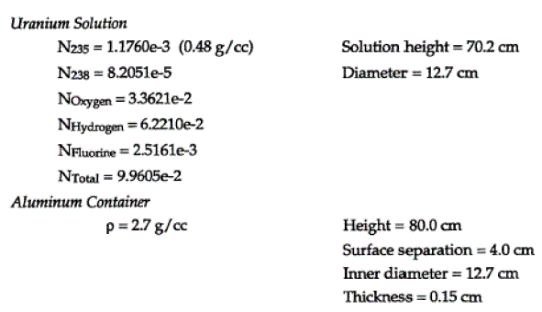 Uranium Solution
N235 = 1.1760e-3 (0.48 g/cc) Solution height = 70.2 cm
N238 = 8.2051e-5 Diameter = 12.7 cm
NOxygen = 3.3621e-2
NHydrogen = 6.2210e-2
NFluorine = 2.5161e-3
NTotal = 9.9605e-2
Aluminum Container
ρ = 2.7 g/cc Height = 80.0 cm
Surface separation = 4.0 cm
Inner diameter = 12.7 cm
Thickness = 0.15 cm